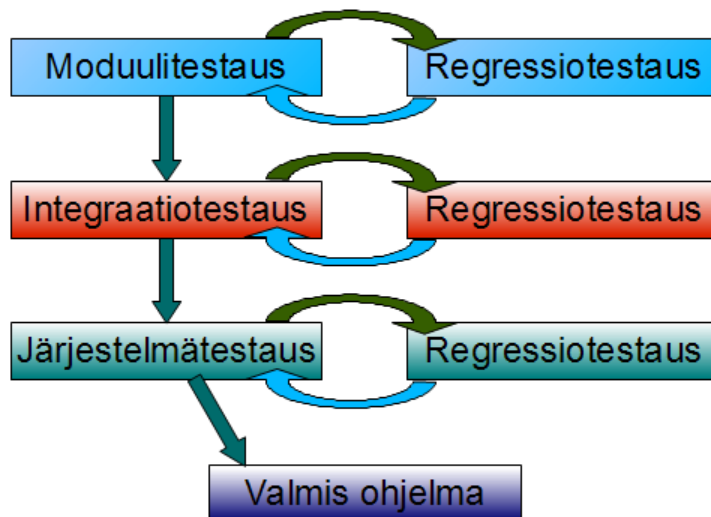 Moduulitestaus
Regressiotestaus
Integraatiotestaus
Regressiotestaus
Järjestelmätestaus
Regressiotestaus
Valmis ohjelma